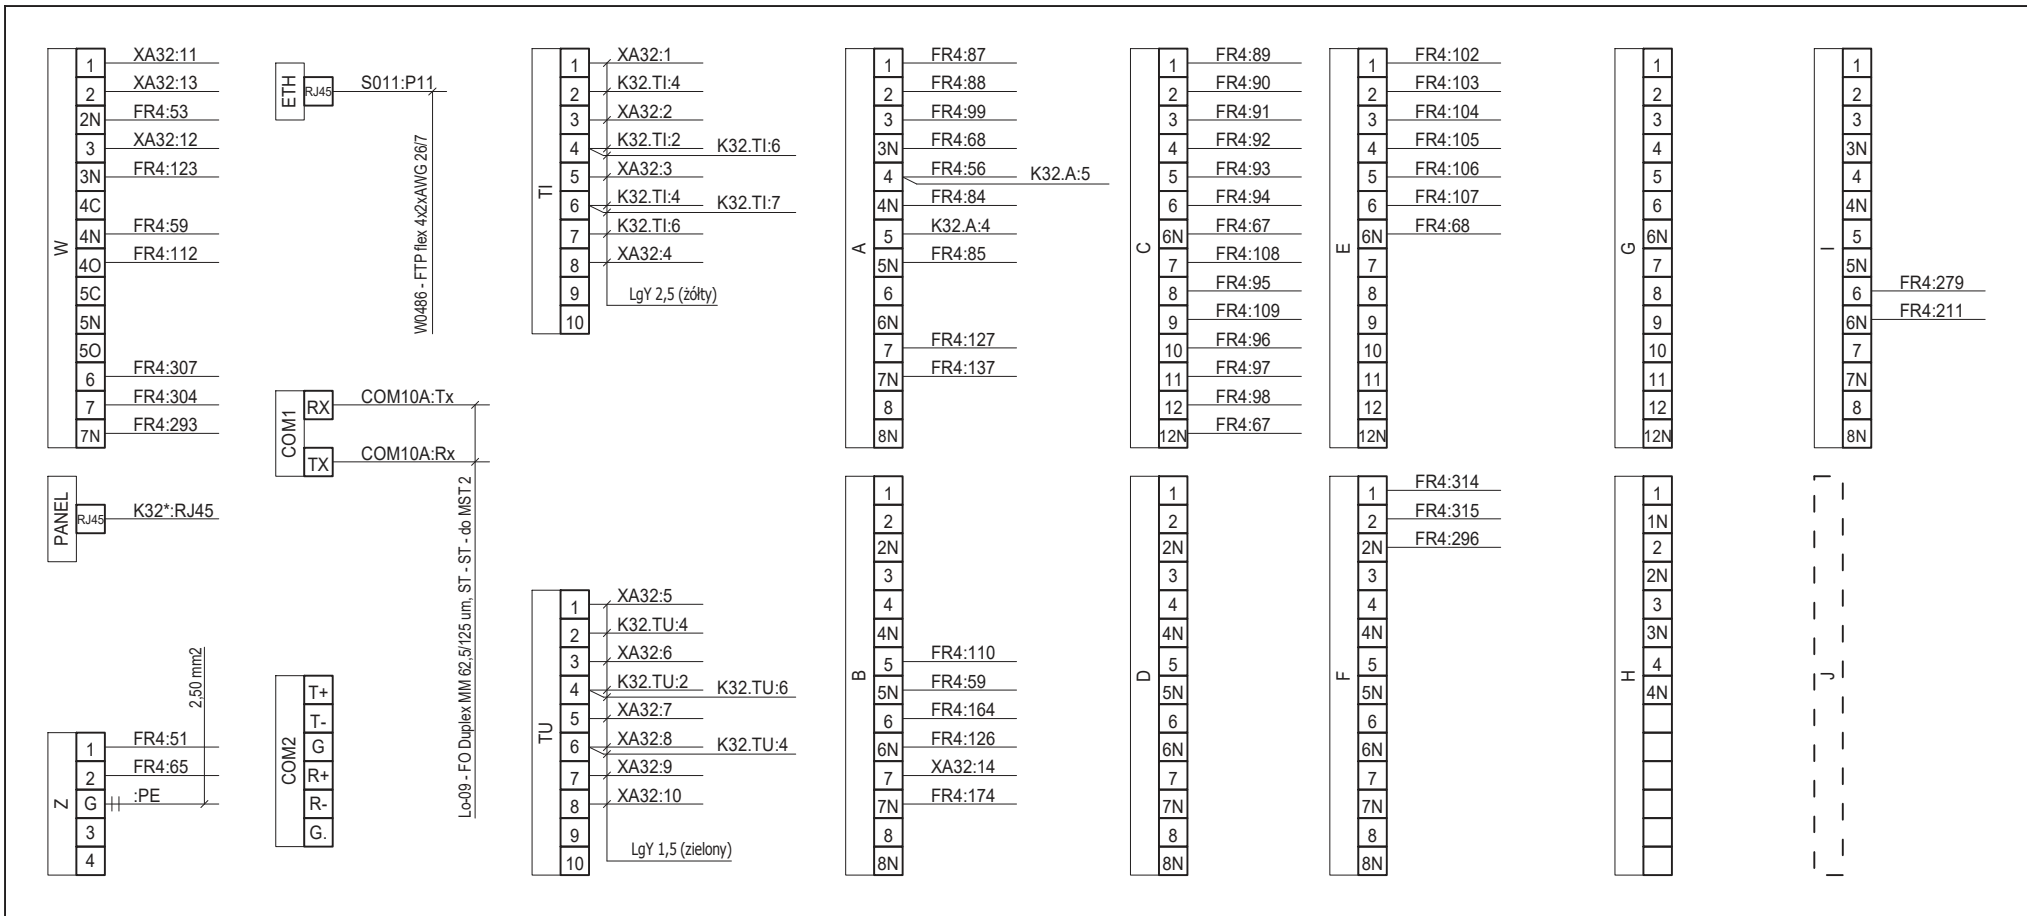 W
1 XA32:11
2 XA32:13
2N FR4:53
3 XA32:12
3N FR4:123
4C
4N FR4:59
4O FR4:112
5C
5N
5O
6 FR4:307
7 FR4:304
7N FR4:293
PANEL
RJ45 K32*:RJ45
Z
1 FR4:51
2 FR4:65
G :PE
3
4
2,50 mm2
ETH
RJ45 S011:P11
W0486 - FTP flex 4x2xAWG 26/7
COM1
RX COM10A:Tx
TX COM10A:Rx
Lo-09 - FO Duplex MM 62,5/125 um, ST - ST - do MST2
COM2
T+
T-
G
R+
R-
G.
TI
1 XA32:1
2 K32.TI:4
3 XA32:2
4 K32.TI:2 K32.TI:6
5 XA32:3
6 K32.TI:4 K32.TI:7
7 K32.TI:6
8 XA32:4
9
10
LgY 2,5 (żółty)
TU
1 XA32:5
2 K32.TU:4
3 XA32:6
4 K32.TU:2 K32.TU:6
5 XA32:7
6 XA32:8 K32.TU:4
7 XA32:9
8 XA32:10
9
10
LgY 1,5 (zielony)
A
1 FR4:87
2 FR4:88
3 FR4:99
3N FR4:68
4 FR4:56 K32.A:5
4N FR4:84
5 K32.A:4
5N FR4:85
6
6N
7 FR4:127
7N FR4:137
8
8N
B
1
2
2N
3
4
4N
5 FR4:110
5N FR4:59
6 FR4:164
6N FR4:126
7 XA32:14
7N FR4:174
8
8N
C
1 FR4:89
2 FR4:90
3 FR4:91
4 FR4:92
5 FR4:93
6 FR4:94
6N FR4:67
7 FR4:108
8 FR4:95
9 FR4:109
10 FR4:96
11 FR4:97
12 FR4:98
12N FR4:67
D
1
2
2N
3
4
4N
5
5N
6
6N
7
7N
8
8N
E
1 FR4:102
2 FR4:103
3 FR4:104
4 FR4:105
5 FR4:106
6 FR4:107
6N FR4:68
7
8
9
10
11
12
12N
F
1 FR4:314
2 FR4:315
2N FR4:296
3
4
4N
5
5N
6
6N
7
7N
8
8N
G
1
2
3
4
5
6
6N
7
8
9
10
11
12
12N
H
1
1N
2
2N
3
3N
4
4N
I
1
2
3
3N
4
4N
5
5N
6 FR4:279
6N FR4:211
7
7N
8
8N
J